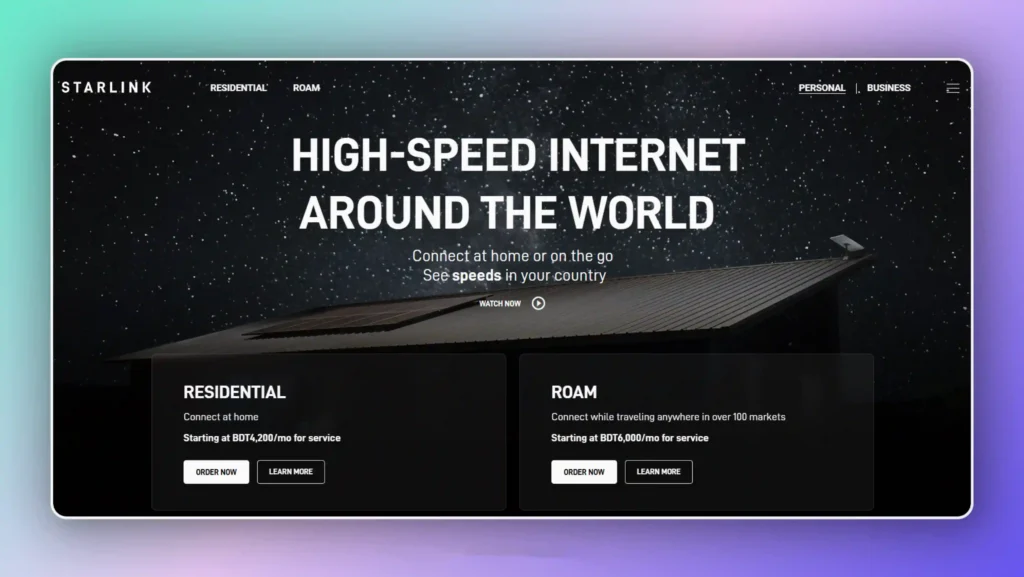 STARLINK
RESIDENTIAL
ROAM
PERSONAL | BUSINESS
HIGH-SPEED INTERNET
AROUND THE WORLD
Connect at home or on the go
See speeds in your country
WATCH NOW
RESIDENTIAL
Connect at home
Starting at BDT4,200/mo for service
ORDER NOW
LEARN MORE
ROAM
Connect while traveling anywhere in over 100 markets
Starting at BDT6,000/mo for service
ORDER NOW
LEARN MORE